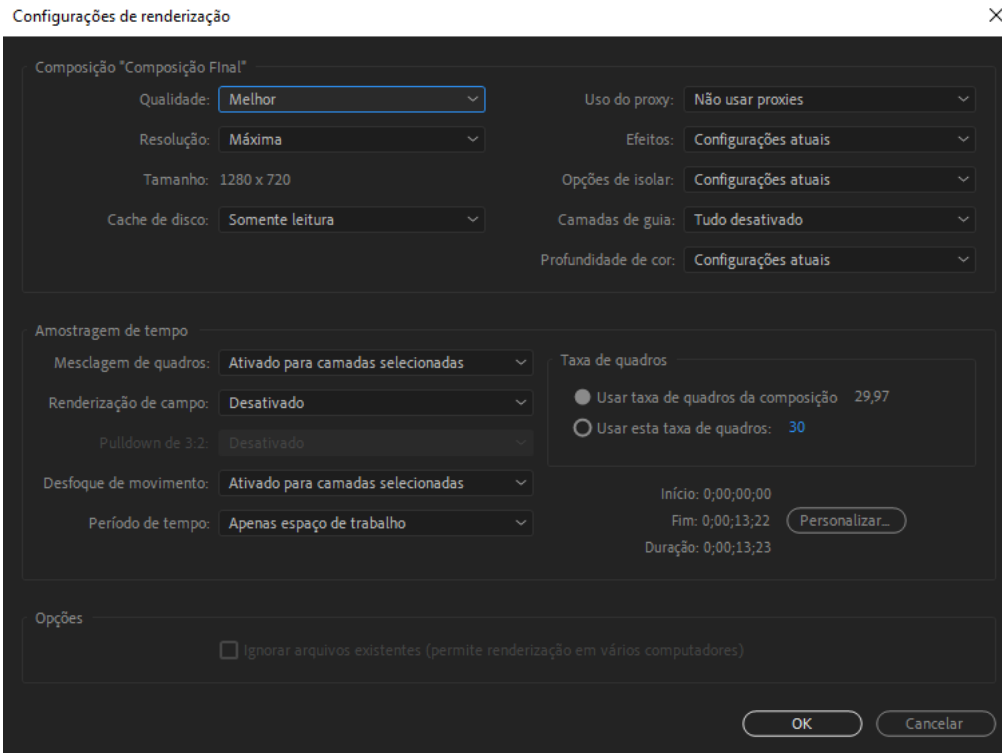 Configurações de renderização
Composição "Composição FInal"
Qualidade: Melhor
Uso do proxy: Não usar proxies
Resolução: Máxima
Efeitos: Configurações atuais
Tamanho: 1280 x 720
Opções de isolar: Configurações atuais
Cache de disco: Somente leitura
Camadas de guia: Tudo desativado
Profundidade de cor: Configurações atuais
Amostragem de tempo
Mesclagem de quadros: Ativado para camadas selecionadas
Renderização de campo: Desativado
Pulldown de 3:2: Desativado
Desfoque de movimento: Ativado para camadas selecionadas
Período de tempo: Apenas espaço de trabalho
Taxa de quadros
Usar taxa de quadros da composição 29,97
Usar esta taxa de quadros: 30
Início: 0;00;00;00
Fim: 0;00;13;22 Personalizar...
Duração: 0;00;13;23
Opções
Ignorar arquivos existentes (permite renderização em vários computadores)
OK Cancelar